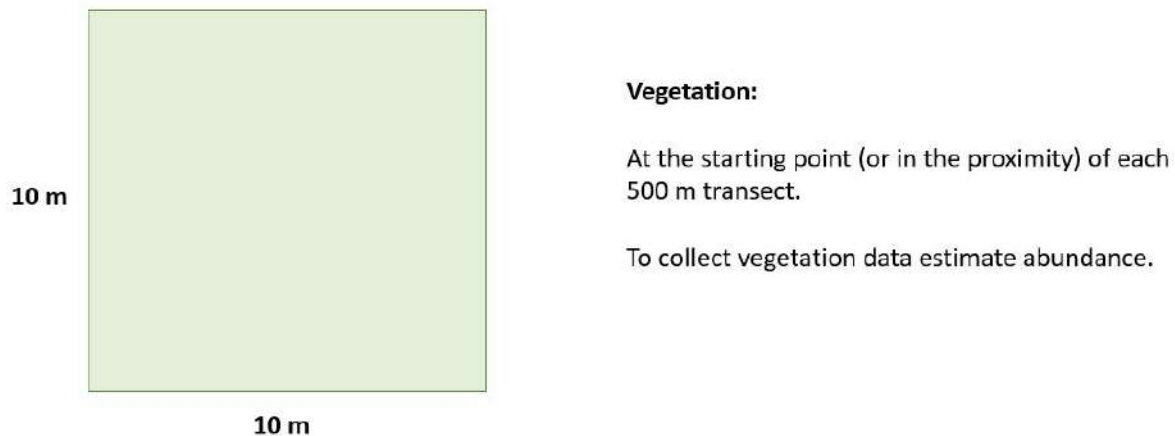 10 m
10 m
Vegetation:
At the starting point (or in the proximity) of each
500 m transect.
To collect vegetation data estimate abundance.